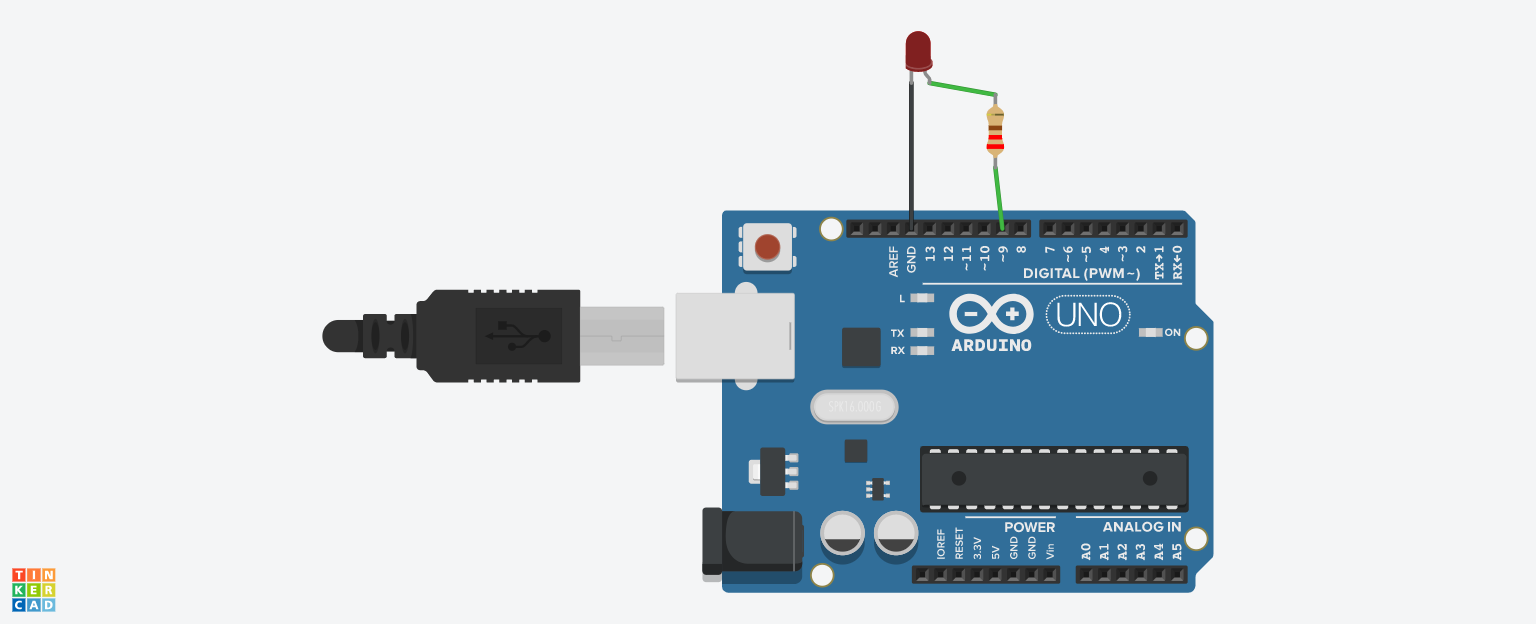 AREF
GND
13
12
~11
~10
~9
8
7
~6
~5
4
~3
2
TX→1
RX←0
DIGITAL (PWM~)
L
TX
RX
UNO
ARDUINO
ON
POWER
ANALOG IN
IOREF
RESET
3.3V
5V
GND
GND
Vin
A0
A1
A2
A3
A4
A5
TIN
KER
CAD